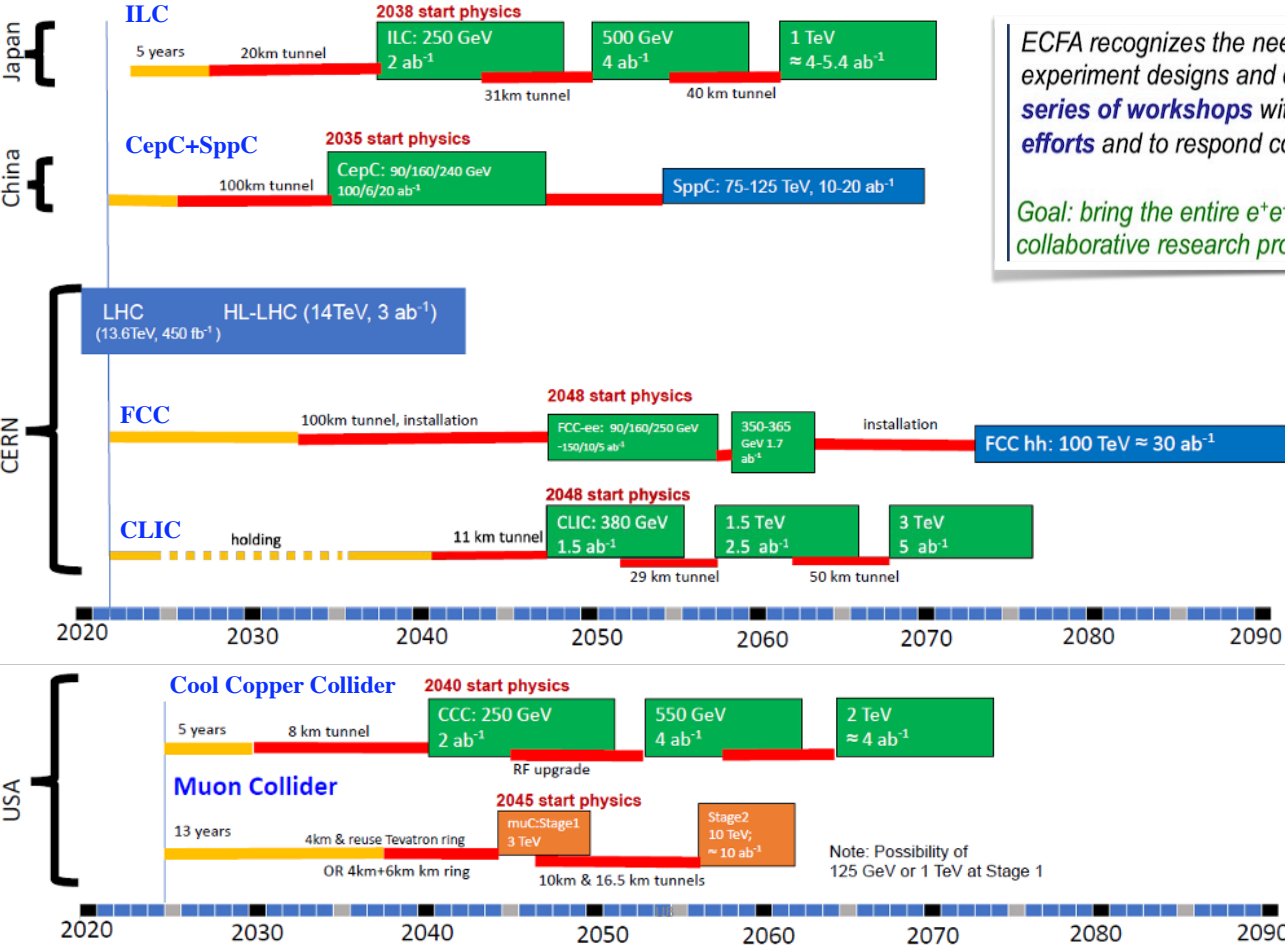 Japan
ILC
2038 start physics
5 years
20km tunnel
ILC: 250 GeV
2 ab⁻¹
500 GeV
4 ab⁻¹
1 TeV
≈ 4-5.4 ab⁻¹
31km tunnel
40 km tunnel
ECFA recognizes the
experiment designs and
series of workshops
efforts and to respond
Goal: bring the entire e⁺e
collaborative research
China
CepC+SppC
2035 start physics
100km tunnel
CepC: 90/160/240 GeV
100/6/20 ab⁻¹
SppC: 75-125 TeV, 10-20 ab⁻¹
CERN
LHC HL-LHC (14TeV, 3 ab⁻¹)
(13.6TeV, 450 fb⁻¹ )
FCC
2048 start physics
100km tunnel, installation
FCC-ee: 90/160/250 GeV
~150/10/5 ab⁻¹
350-365
GeV 1.7
ab⁻¹
installation
FCC hh: 100 TeV ≈ 30 ab⁻¹
CLIC
2048 start physics
holding
11 km tunnel
CLIC: 380 GeV
1.5 ab⁻¹
1.5 TeV
2.5 ab⁻¹
3 TeV
5 ab⁻¹
29 km tunnel
50 km tunnel
2020 2030 2040 2050 2060 2070 2080 2090
USA
Cool Copper Collider
2040 start physics
5 years
8 km tunnel
CCC: 250 GeV
2 ab⁻¹
550 GeV
4 ab⁻¹
2 TeV
≈ 4 ab⁻¹
RF upgrade
Muon Collider
2045 start physics
13 years
4km & reuse Tevatron ring
OR 4km+6km km ring
muC:Stage1
3 TeV
Stage2
10 TeV;
≈ 10 ab⁻¹
10km & 16.5 km tunnels
Note: Possibility of
125 GeV or 1 TeV at Stage 1
2020 2030 2040 2050 2060 2070 2080 2090